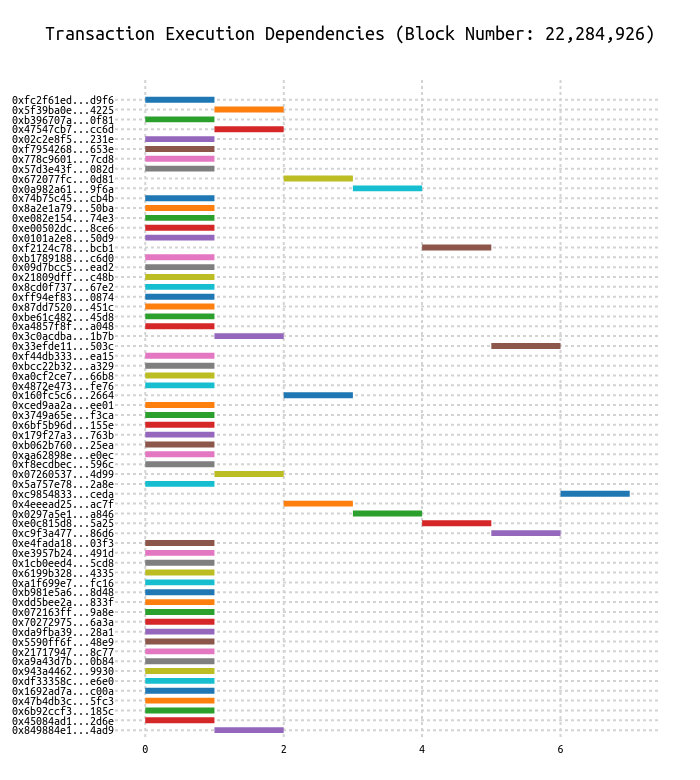 Transaction Execution Dependencies (Block Number: 22,284,926)
0xfc2f61ed...d9f6
0x5f39ba0e...4225
0xb396707a...0f81
0x47547cb7...cc6d
0x02c2e8f5...231e
0xf7954268...653e
0x778c9601...7cd8
0x57d3e43f...082d
0x672077fc...0d81
0x0a982a61...9f6a
0x74b75c45...cb4b
0x8a2e1a79...50ba
0xe082e154...74e3
0xe00502dc...8ce6
0x0101a2e8...50d9
0xf2124c78...bcb1
0xb1789188...c6d0
0x09d7bcc5...ead2
0x21809dff...c48b
0x8cd0f737...67e2
0xff94ef83...0874
0x87dd7520...451c
0xbe61c482...45d8
0xa4857f8f...a048
0x3c0acdba...1b7b
0x33efde11...503c
0xf44db333...ea15
0xbcc22b32...a329
0xa0cf2ce7...66b8
0x4872e473...fe76
0x160fc5c6...2664
0xced9aa2a...ee01
0x3749a65e...f3ca
0x6bf5b96d...155e
0x179f27a3...763b
0xb062b760...25ea
0xaa62898e...e0ec
0xf8ecdbec...596c
0x07260537...4d99
0x5a757e78...2a8e
0xc9854833...ceda
0x4eeead25...ac7f
0x0297a5e1...a846
0xe0c815d8...5a25
0xc9f3a477...86d6
0xe4fada18...03f3
0xe3957b24...491d
0x1cb0eed4...5cd8
0x6199b328...4335
0xa1f699e7...fc16
0xb981e5a6...8d48
0xdd5bee2a...833f
0x072163ff...9a8e
0x70272975...6a3a
0xda9fba39...28a1
0x5590ff6f...48e9
0x21717947...8c77
0xa9a43d7b...0b84
0x943a4462...9930
0xdf33358c...e6e0
0x1692ad7a...c00a
0x47b4db3c...5fc3
0x6b92ccf3...185c
0x45084ad1...2d6e
0x849884e1...4ad9
0 2 4 6